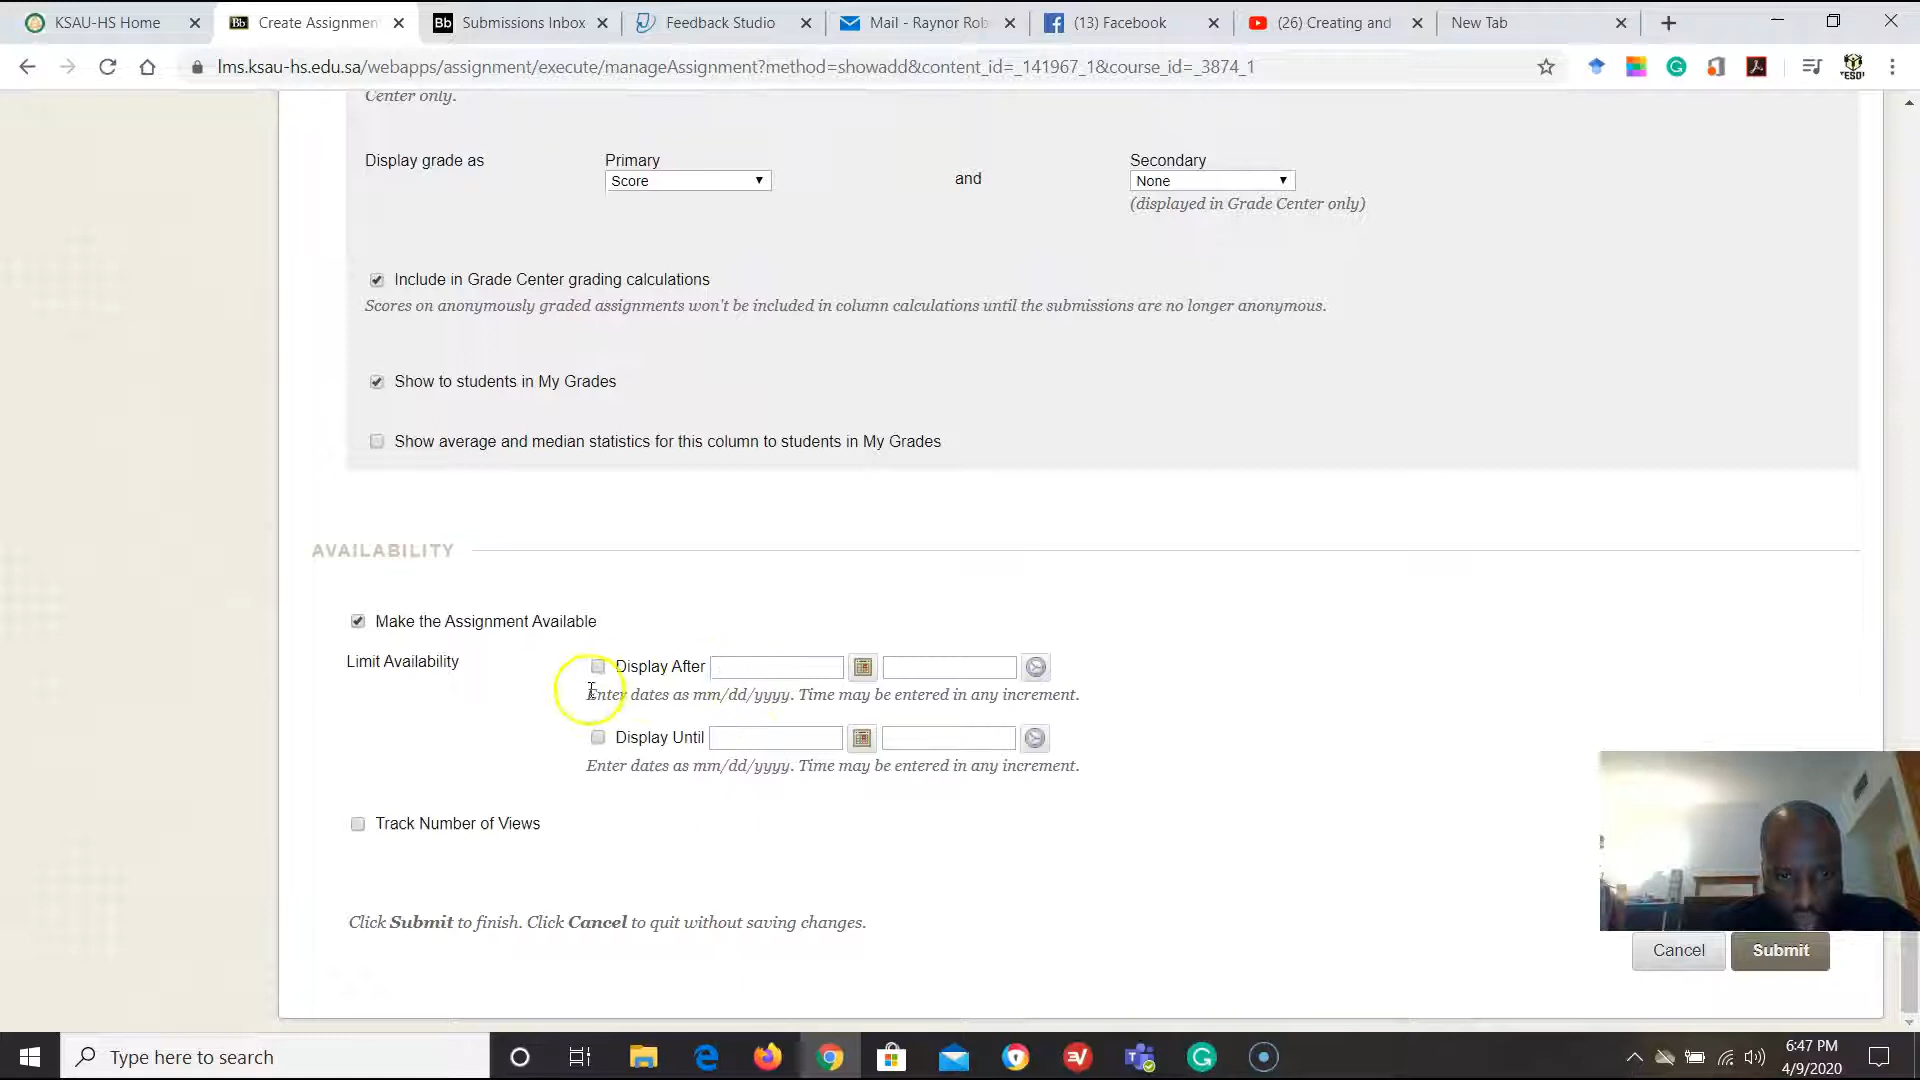 KSAU-HS Home
Create Assignment
Bb Submissions Inbox
Feedback Studio
Mail - Raynor Rob
(13) Facebook
(26) Creating and
New Tab
lms.ksau-hs.edu.sa/webapps/assignment/execute/manageAssignment?method=showadd&content_id=_141967_1&course_id=_3874_1
Center only.
Display grade as
Primary
Score
and
Secondary
None
(displayed in Grade Center only)
Include in Grade Center grading calculations
Scores on anonymously graded assignments won't be included in column calculations until the submissions are no longer anonymous.
Show to students in My Grades
Show average and median statistics for this column to students in My Grades
AVAILABILITY
Make the Assignment Available
Limit Availability
Display After
Enter dates as mm/dd/yyyy. Time may be entered in any increment.
Display Until
Enter dates as mm/dd/yyyy. Time may be entered in any increment.
Track Number of Views
Click Submit to finish. Click Cancel to quit without saving changes.
Cancel
Submit
Type here to search
6:47 PM
4/9/2020